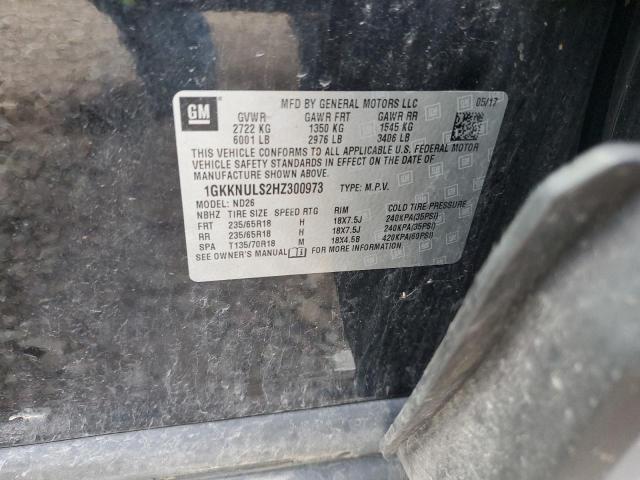 GM
MFD BY GENERAL MOTORS LLC 05/17
GVWR GAWR FRT GAWR RR
2722 KG 1350 KG 1545 KG
6001 LB 2976 LB 3406 LB
THIS VEHICLE CONFORMS TO ALL APPLICABLE U.S. FEDERAL MOTOR
VEHICLE SAFETY STANDARDS IN EFFECT ON THE DATE OF
MANUFACTURE SHOWN ABOVE.
1GKKNULS2HZ300973 TYPE: M.P.V.
MODEL: ND26
NBHZ TIRE SIZE SPEED RTG RIM COLD TIRE PRESSURE
FRT 235/65R18 H 18X7.5J 240KPA(35PSI)
RR 235/65R18 H 18X7.5J 240KPA(35PSI)
SPA T135/70R18 M 18X4.5B 420KPA(60PSI)
SEE OWNER'S MANUAL FOR MORE INFORMATION.